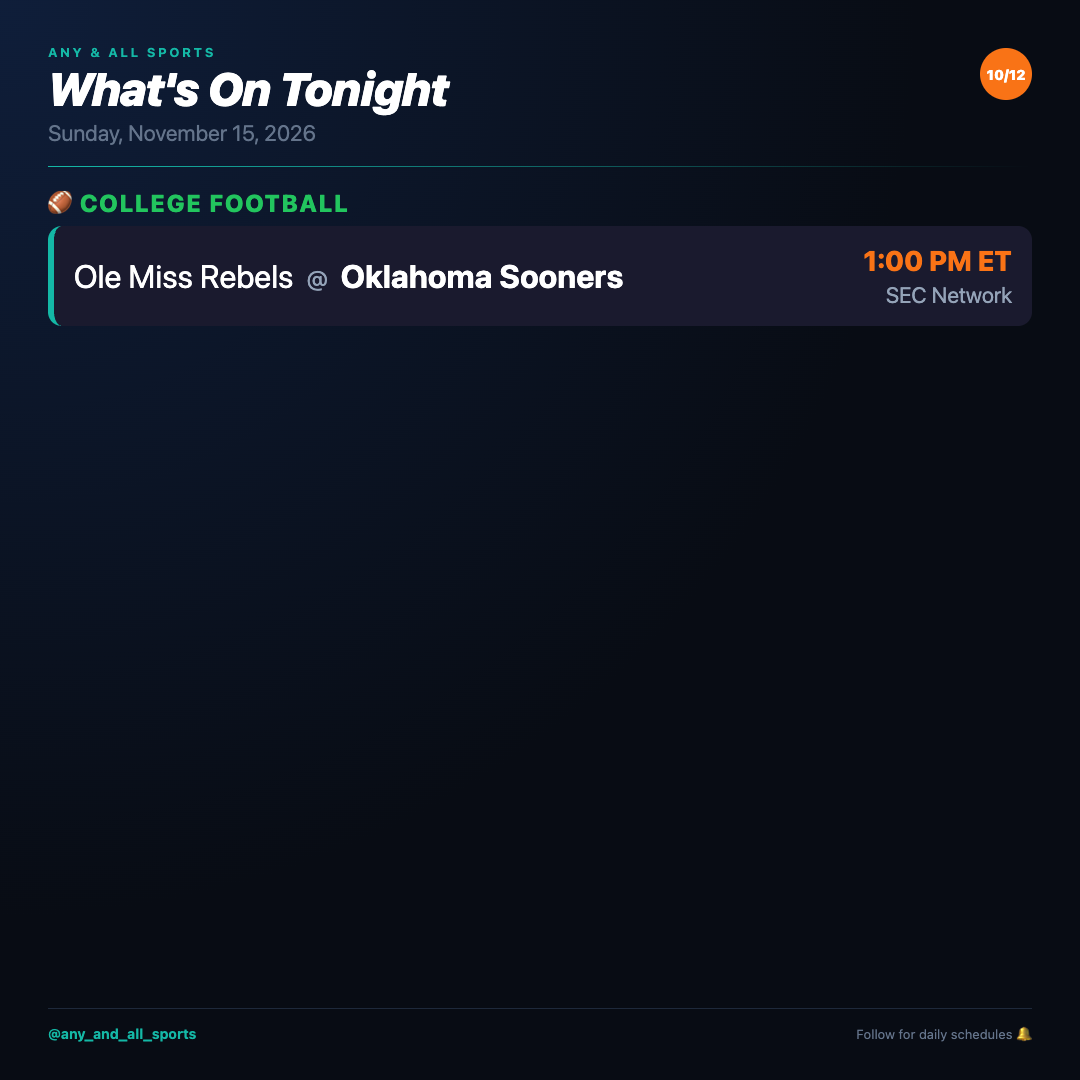 ANY & ALL SPORTS
What's On Tonight
10/12
Sunday, November 15, 2026
🏈 COLLEGE FOOTBALL
Ole Miss Rebels @ Oklahoma Sooners
1:00 PM ET
SEC Network
@any_and_all_sports
Follow for daily schedules 🔔